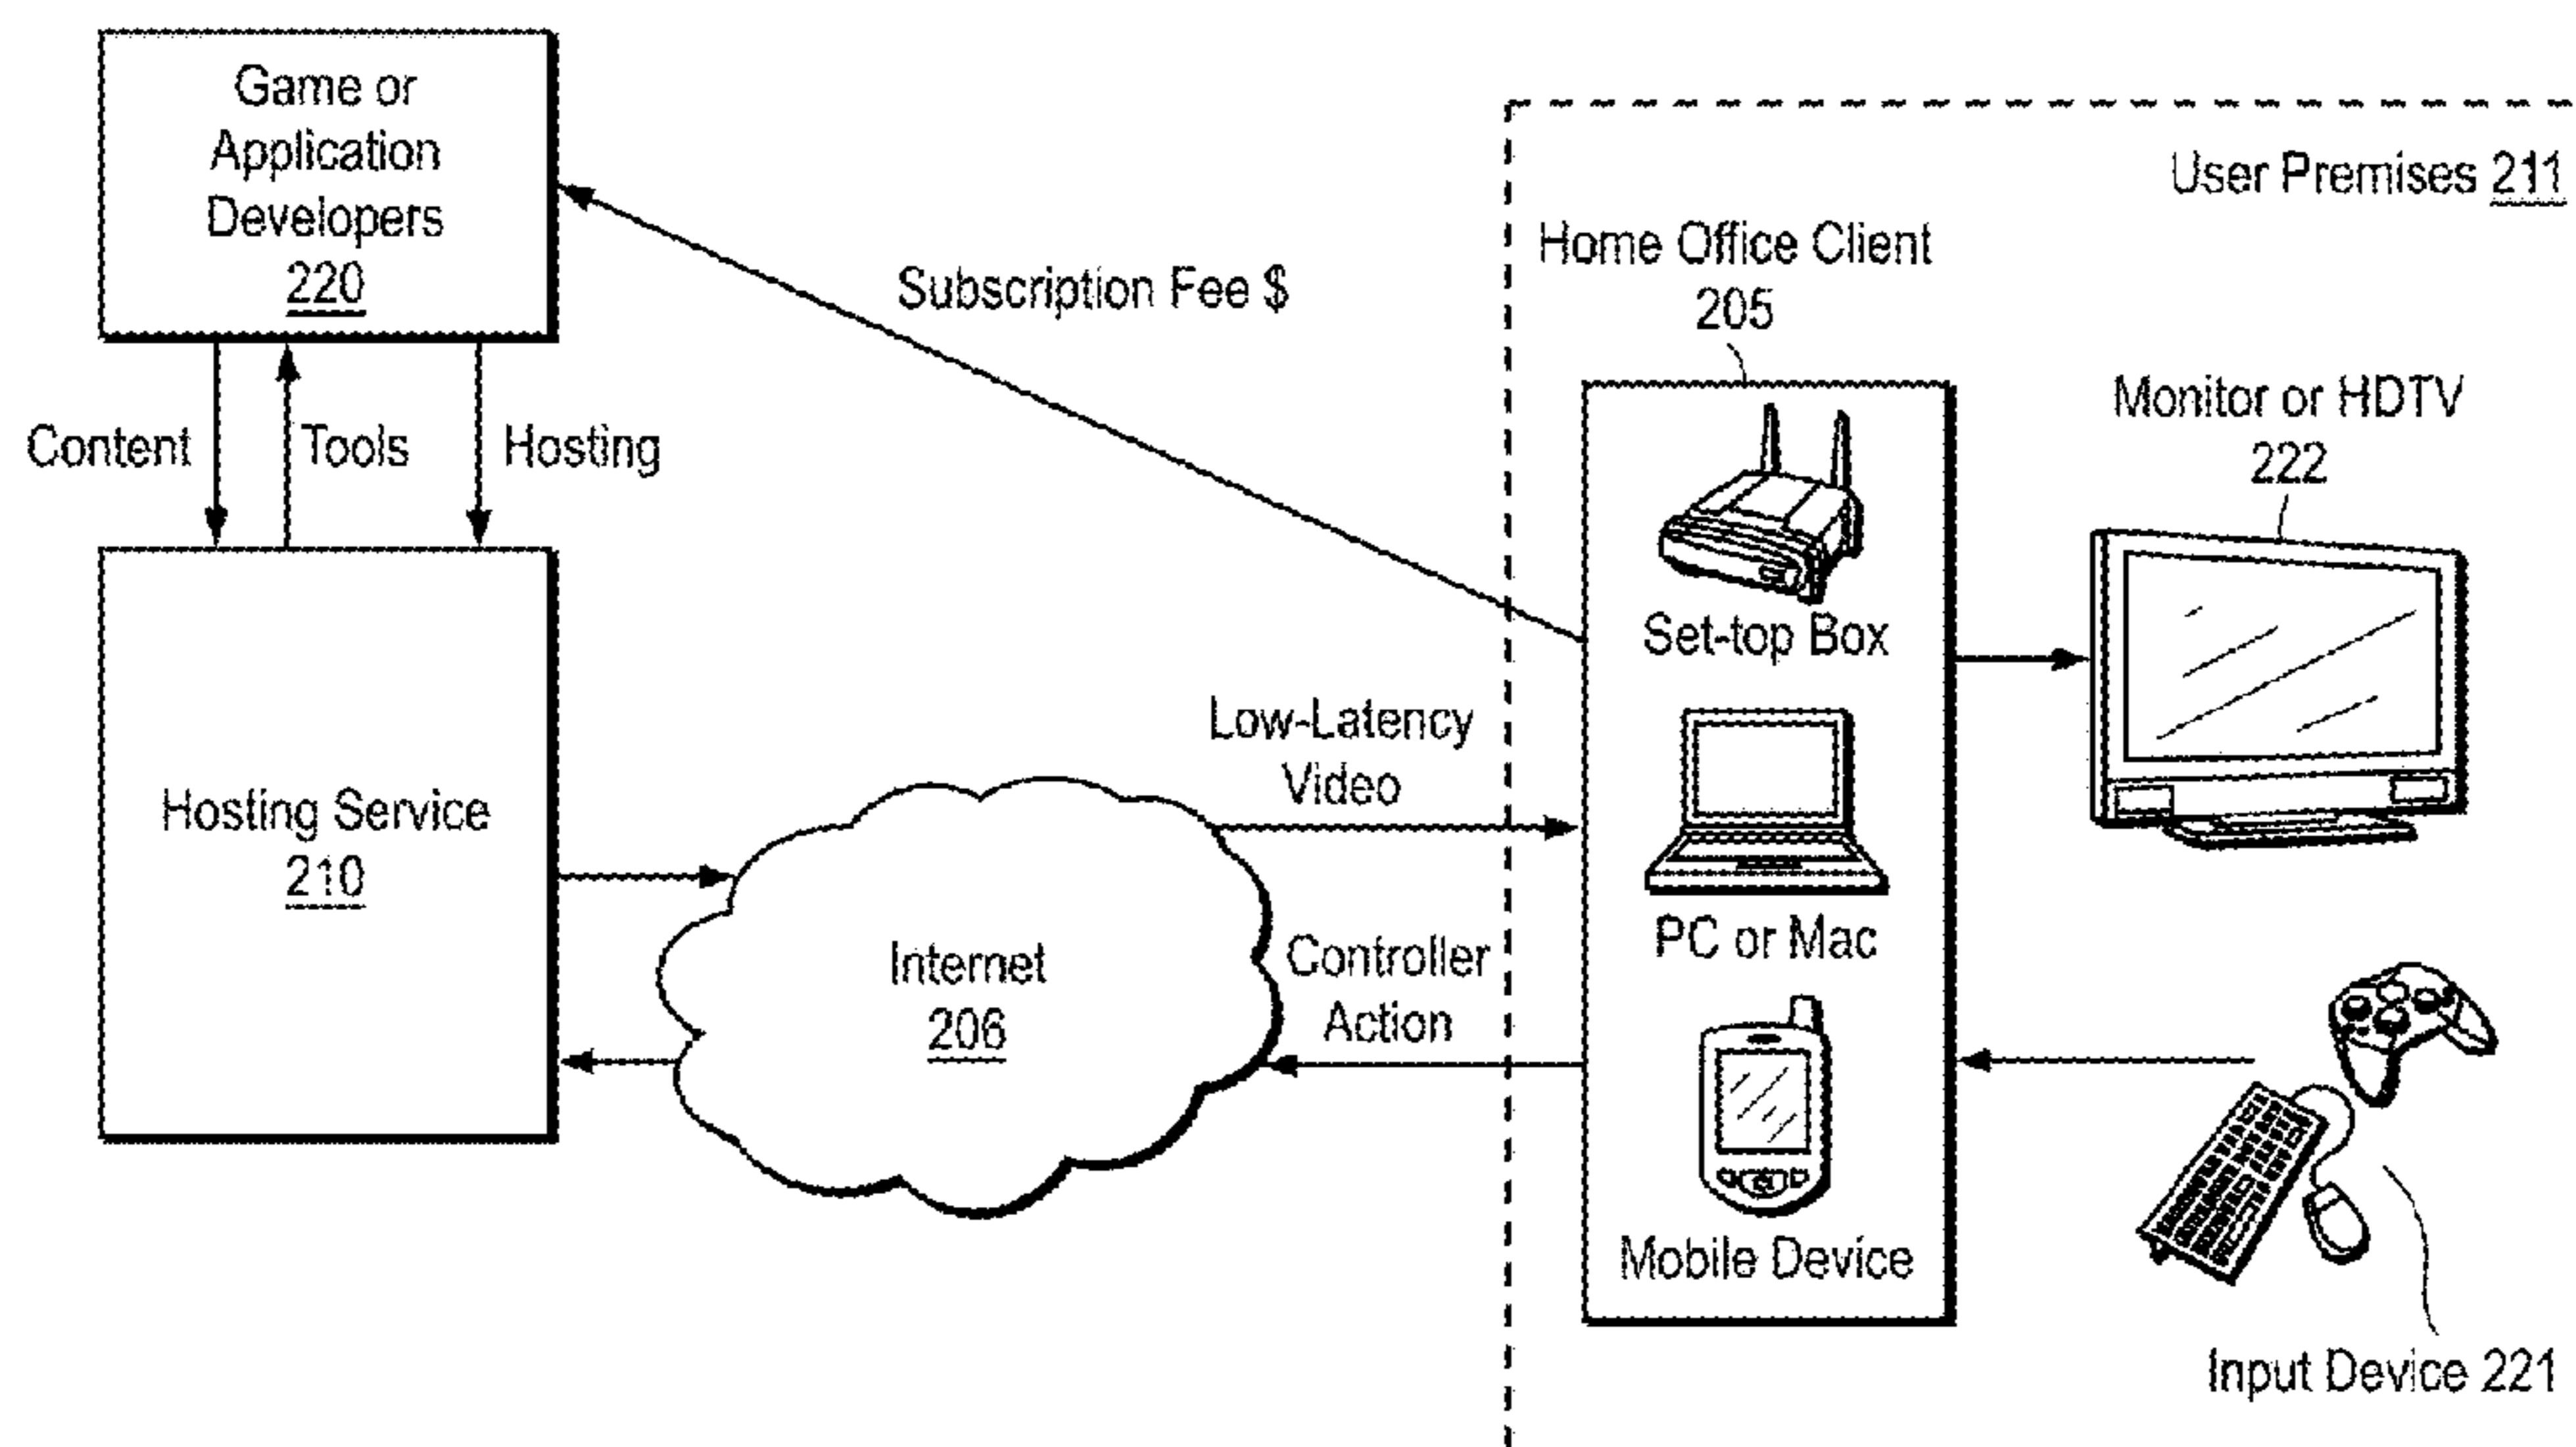 Game or
Application
Developers
220
Content
Tools
Hosting
Hosting Service
210
Subscription Fee $
Internet
206
Low-Latency
Video
Controller
Action
User Premises 211
Home Office Client
205
Set-top Box
PC or Mac
Mobile Device
Monitor or HDTV
222
Input Device 221